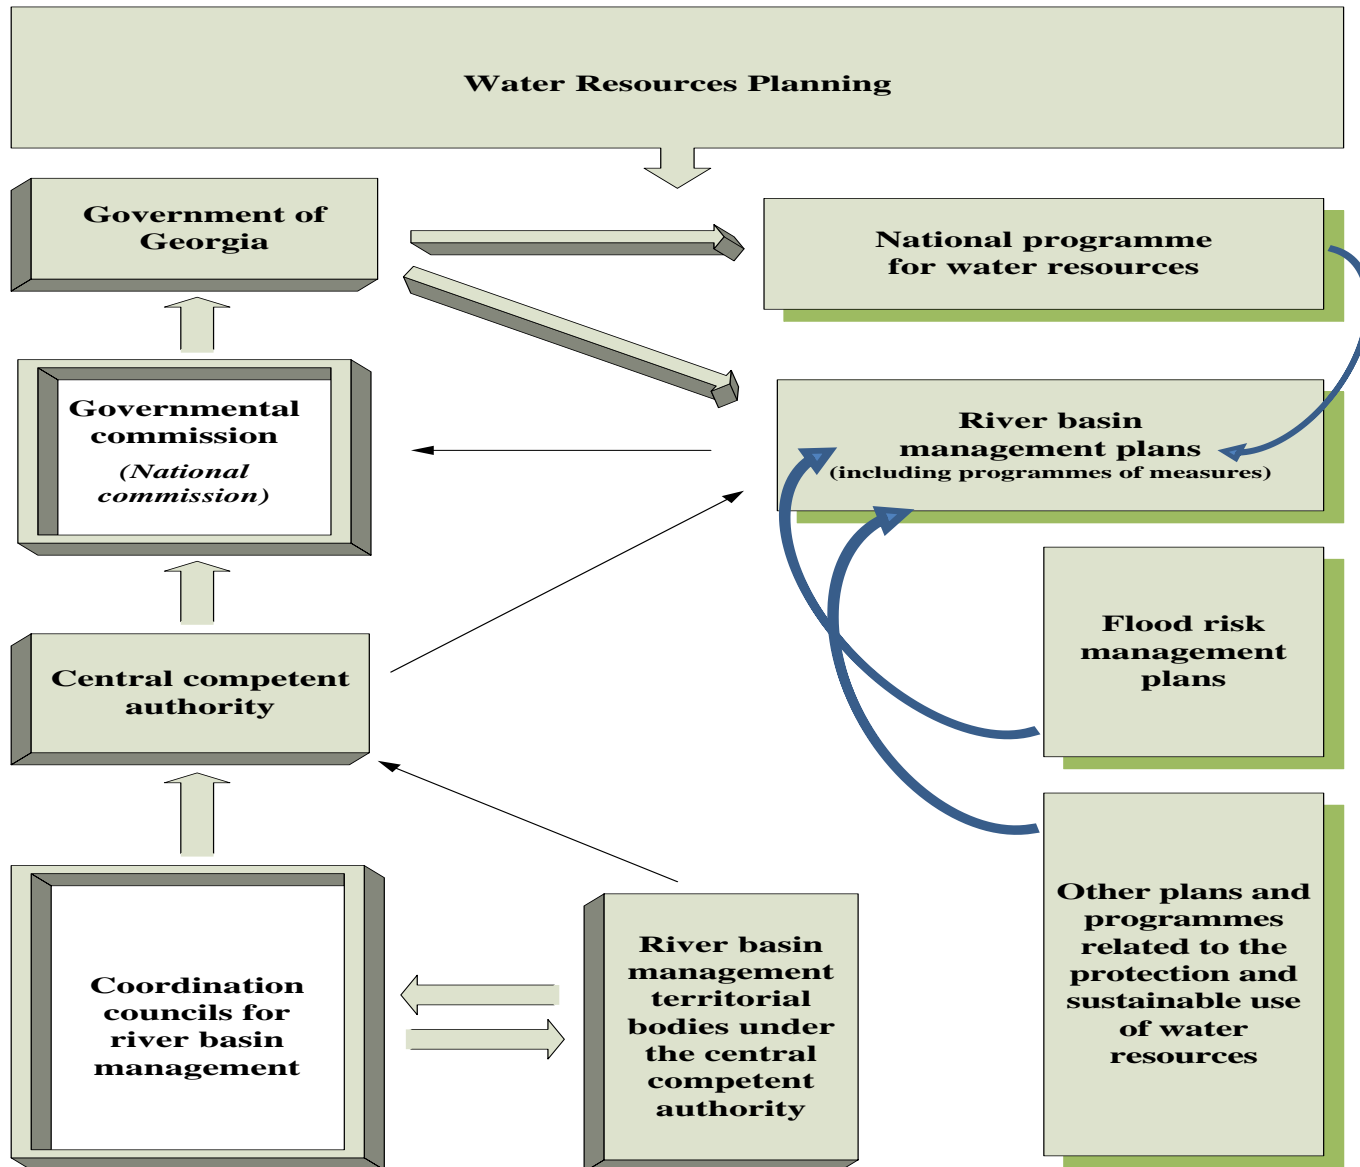 Water Resources Planning
Government of
Georgia
National programme
for water resources
Governmental
commission
(National
commission)
River basin
management plans
(including programmes of measures)
Flood risk
management
plans
Central competent
authority
Coordination
councils for
river basin
management
River basin
management
territorial
bodies under
the central
competent
authority
Other plans and
programmes
related to the
protection and
sustainable use
of water
resources